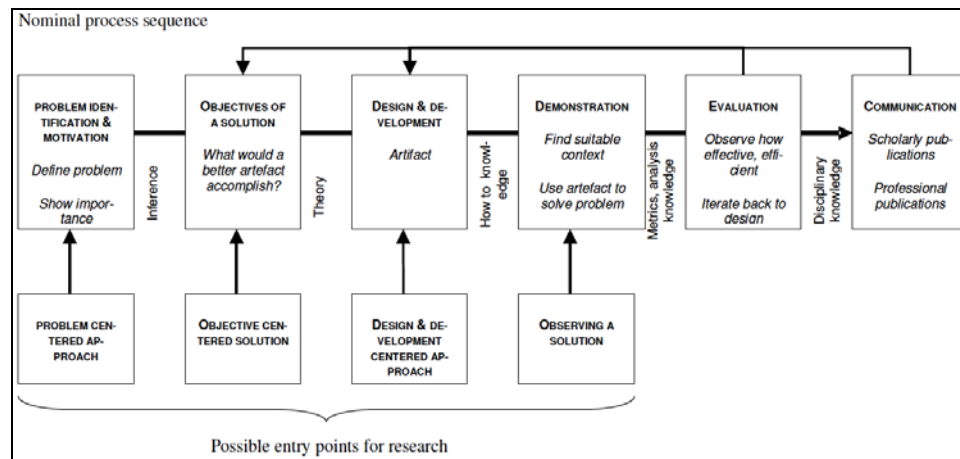 Nominal process sequence
PROBLEM IDEN-
TIFICATION &
MOTIVATION
Define problem
Show impor-
tance
Inference
OBJECTIVES OF
A SOLUTION
What would a
better artefact
accomplish?
Theory
DESIGN & DE-
VELOPMENT
Artifact
How to knowl-
edge
DEMONSTRATION
Find suitable
context
Use artefact to
solve problem
Metrics, analysis
knowledge
EVALUATION
Observe how
effective, effi-
cient
Iterate back to
design
Disciplinary
knowledge
COMMUNICATION
Scholarly pub-
lications
Professional
publications
PROBLEM CEN-
TERED AP-
PROACH
OBJECTIVE CEN-
TERED SOLUTION
DESIGN & DE-
VELOPMENT
CENTERED AP-
PROACH
OBSERVING A
SOLUTION
Possible entry points for research